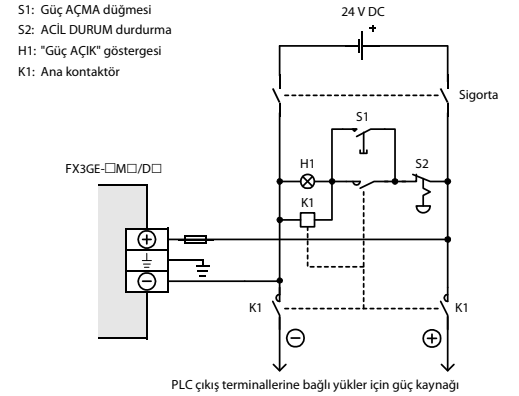 S1: Güç AÇMA düğmesi
S2: ACİL DURUM durdurma
H1: "Güç AÇIK" göstergesi
K1: Ana kontaktör
24 V DC
+
Sigorta
S1
FX3GE-□M□/D□
H1
S2
K1
+
−
K1
K1
−
+
PLC çıkış terminallerine bağlı yükler için güç kaynağı